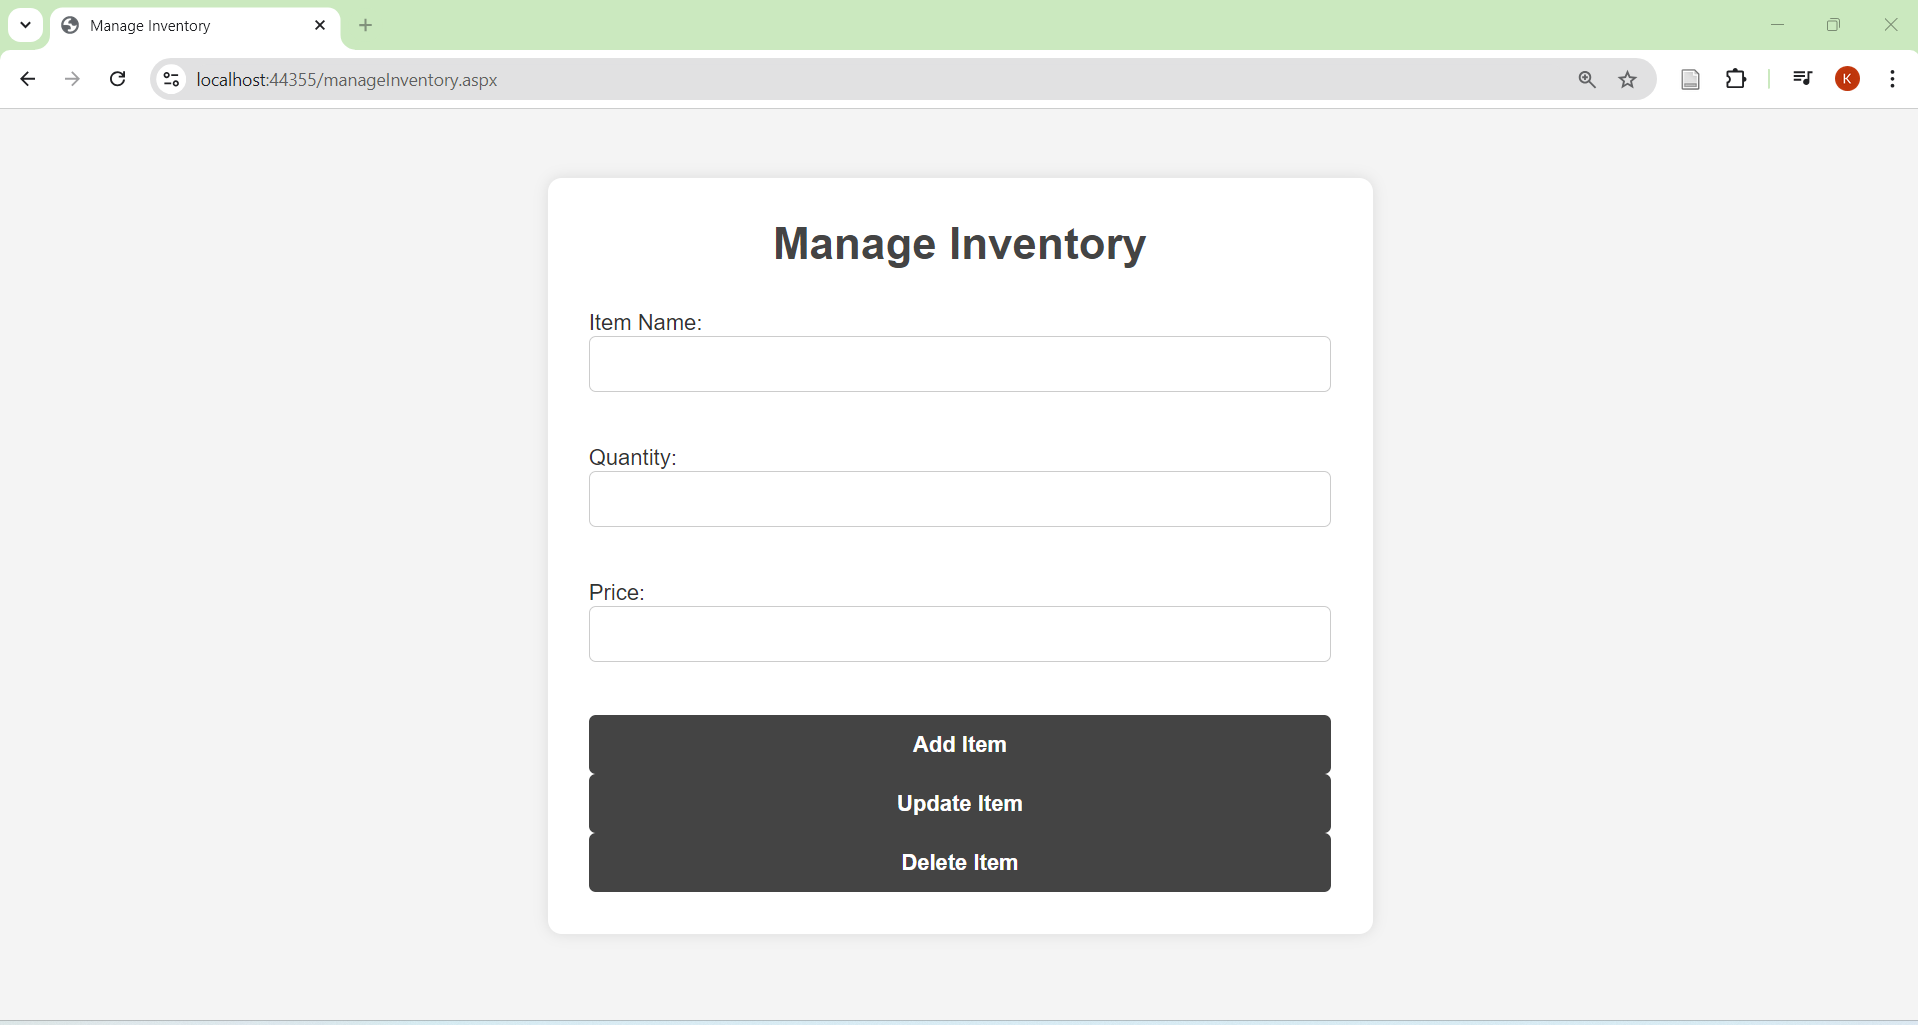 Manage Inventory
localhost:44355/manageInventory.aspx
K
Manage Inventory
Item Name:
Quantity:
Price:
Add Item
Update Item
Delete Item